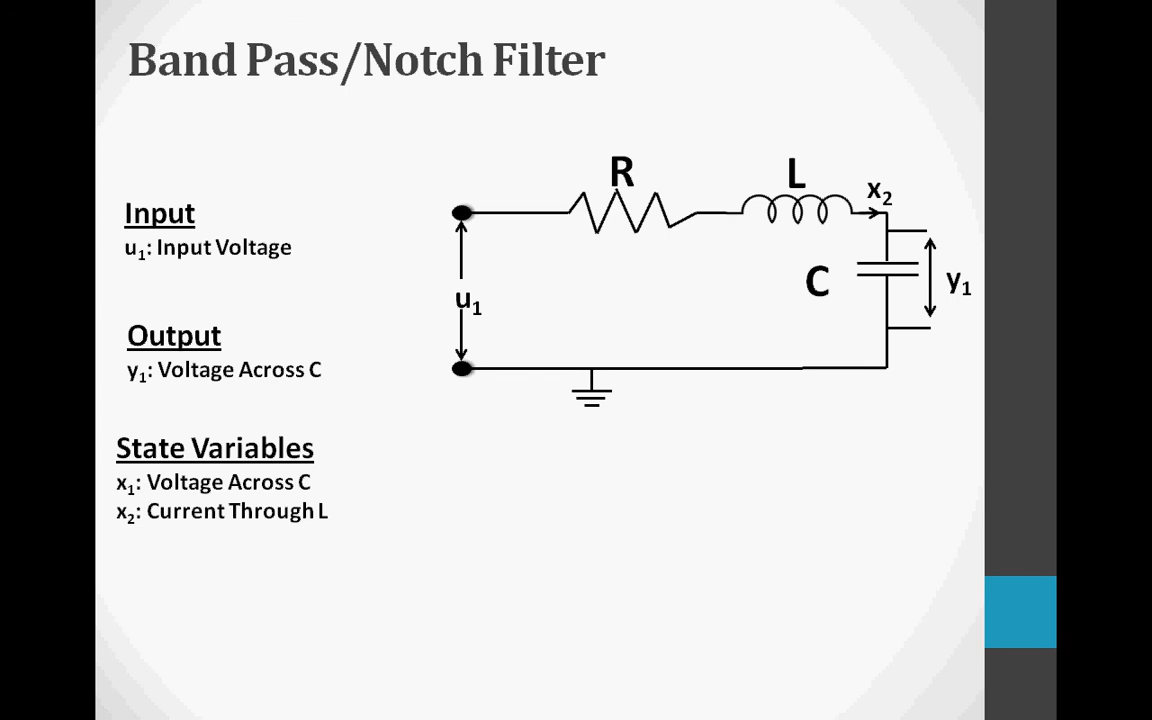 Band Pass/Notch Filter
Input
u₁: Input Voltage
Output
y₁: Voltage Across C
State Variables
x₁: Voltage Across C
x₂: Current Through L
R
L
x₂
C
y₁
u₁